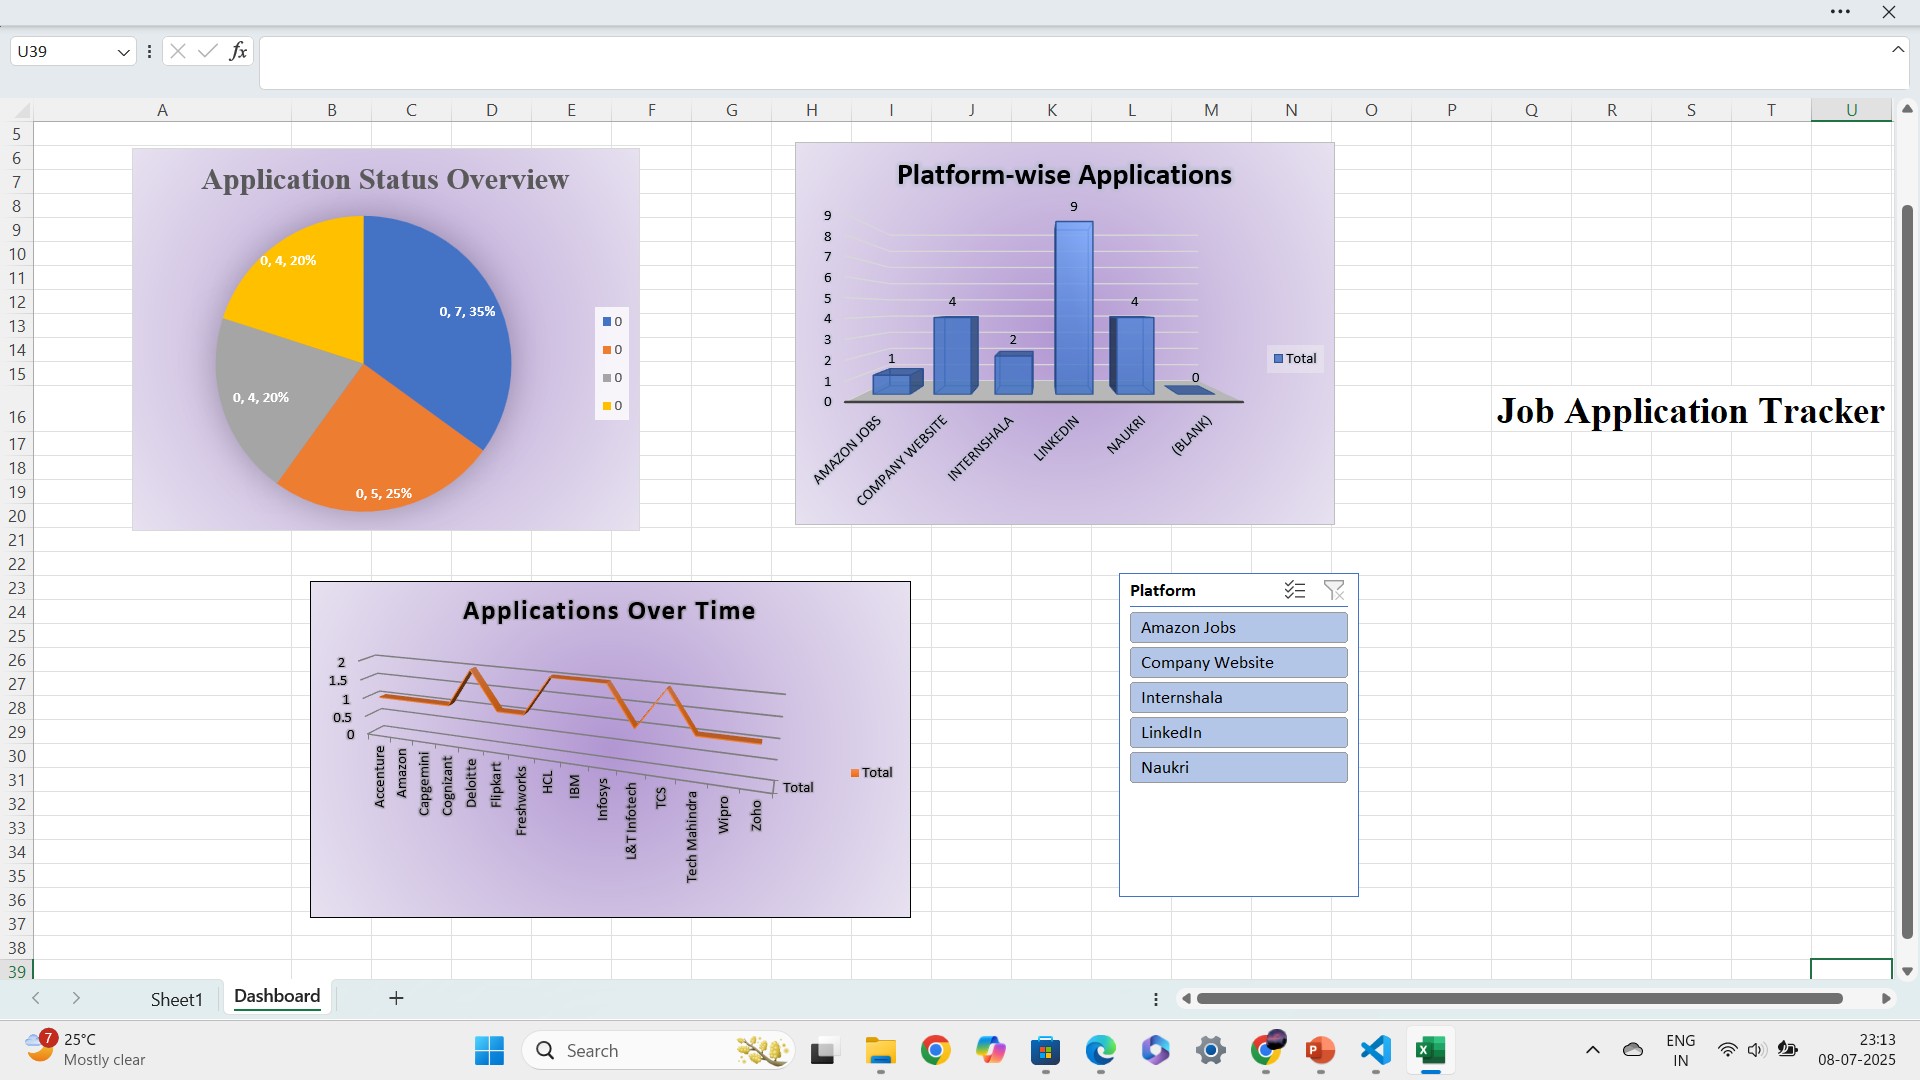 U39
fx
A B C D E F G H I J K L M N O P Q R S T U
5
6
7
8
9
10
11
12
13
14
15
16
17
18
19
20
21
22
23
24
25
26
27
28
29
30
31
32
33
34
35
36
37
38
39
Application Status Overview
0, 4, 20%
0, 7, 35%
0, 4, 20%
0, 5, 25%
0
0
0
0
Platform-wise Applications
9
8
7
6
5
4
3
2
1
0
1
4
2
9
4
0
AMAZON JOBS
COMPANY WEBSITE
INTERNSHALA
LINKEDIN
NAUKRI
(BLANK)
Total
Job Application Tracker
Applications Over Time
2
1.5
1
0.5
0
Accenture
Amazon
Capgemini
Cognizant
Deloitte
Flipkart
Freshworks
HCL
IBM
Infosys
L&T Infotech
TCS
Tech Mahindra
Wipro
Zoho
Total
Total
Platform
Amazon Jobs
Company Website
Internshala
LinkedIn
Naukri
Sheet1
Dashboard
7
25°C
Mostly clear
Search
P
ENG
IN
23:13
08-07-2025